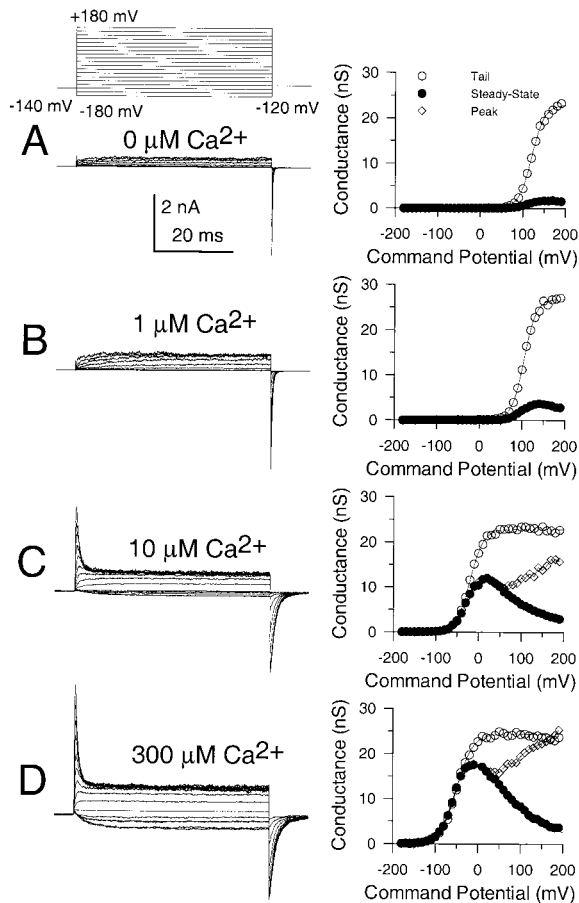 +180 mV
-140 mV
-180 mV
-120 mV
A
0 µM Ca2+
2 nA
20 ms
Conductance (nS)
30
20
10
0
-200 -100 0 100 200
Command Potential (mV)
Tail
Steady-State
Peak
B
1 µM Ca2+
Conductance (nS)
30
20
10
0
-200 -100 0 100 200
Command Potential (mV)
C
10 µM Ca2+
Conductance (nS)
30
20
10
0
-200 -100 0 100 200
Command Potential (mV)
D
300 µM Ca2+
Conductance (nS)
30
20
10
0
-200 -100 0 100 200
Command Potential (mV)